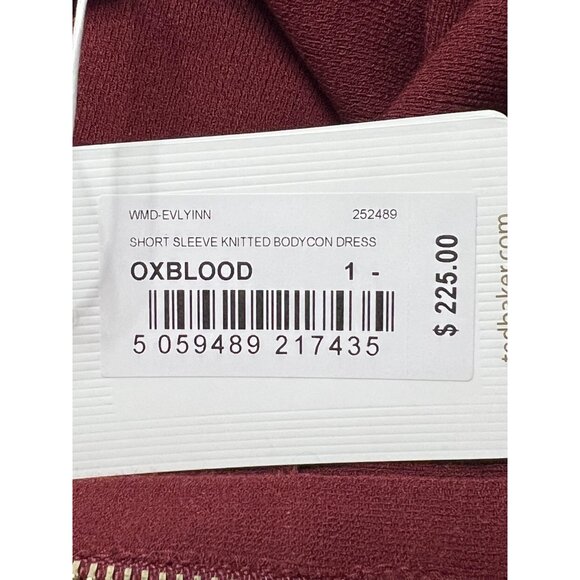 WMD-EVLYINN 252489
SHORT SLEEVE KNITTED BODYCON DRESS
OXBLOOD 1 -
5 059489 217435
$ 225.00
tedbaker.com